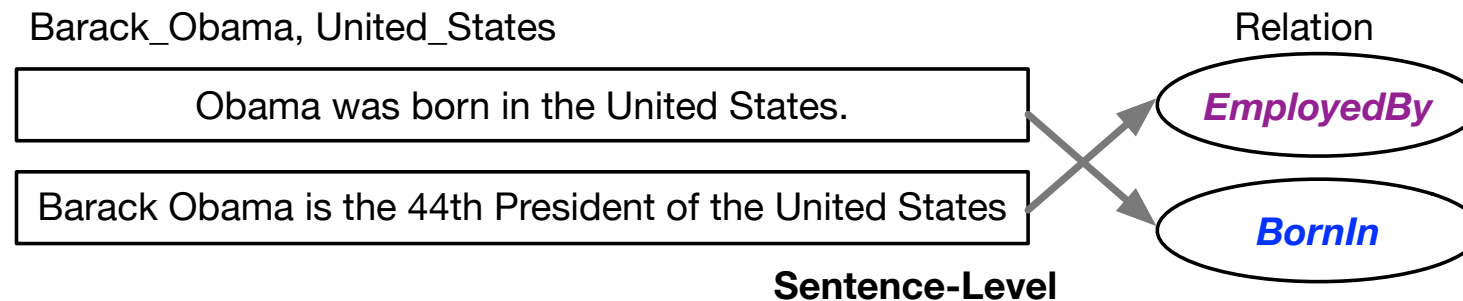 Barack_Obama, United_States
Relation
Obama was born in the United States.
EmployedBy
Barack Obama is the 44th President of the United States
BornIn
Sentence-Level